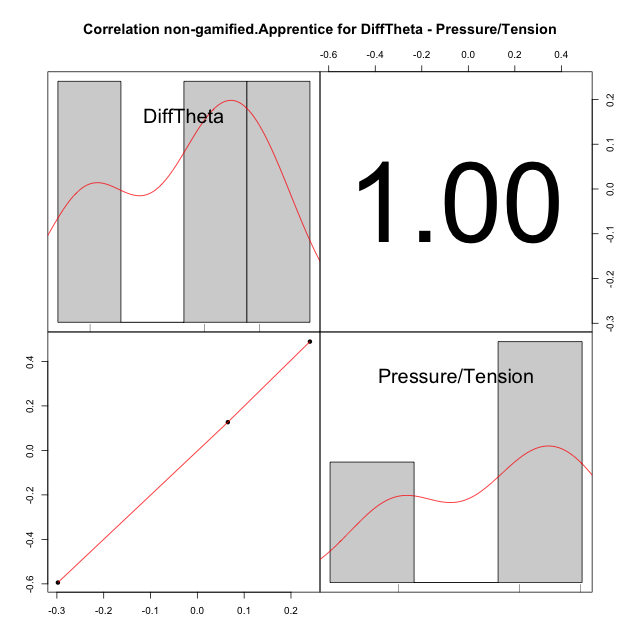 Correlation non-gamified.Apprentice for DiffTheta - Pressure/Tension
-0.6 -0.4 -0.2 0.0 0.2 0.4
DiffTheta
1.00
0.2
0.1
0.0
-0.1
-0.2
-0.3
Pressure/Tension
0.4
0.2
0.0
-0.2
-0.4
-0.6
-0.3 -0.2 -0.1 0.0 0.1 0.2